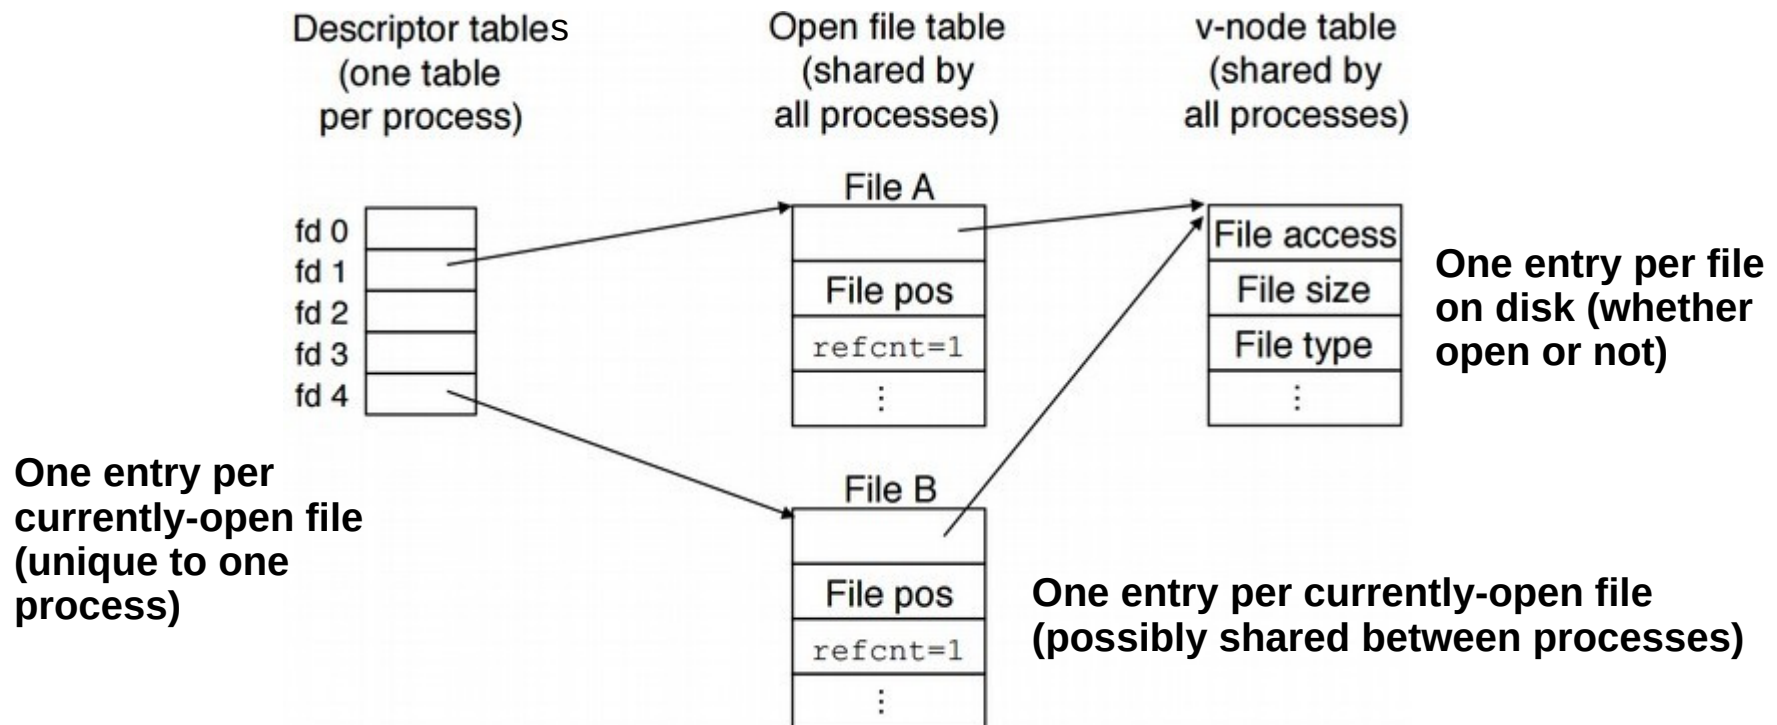 Descriptor tables
(one table
per process)
Open file table
(shared by
all processes)
v-node table
(shared by
all processes)
fd 0
fd 1
fd 2
fd 3
fd 4
File A
File pos
refcnt=1
⋮
File access
File size
File type
⋮
One entry per file
on disk (whether
open or not)
One entry per
currently-open file
(unique to one
process)
File B
File pos
refcnt=1
⋮
One entry per currently-open file
(possibly shared between processes)